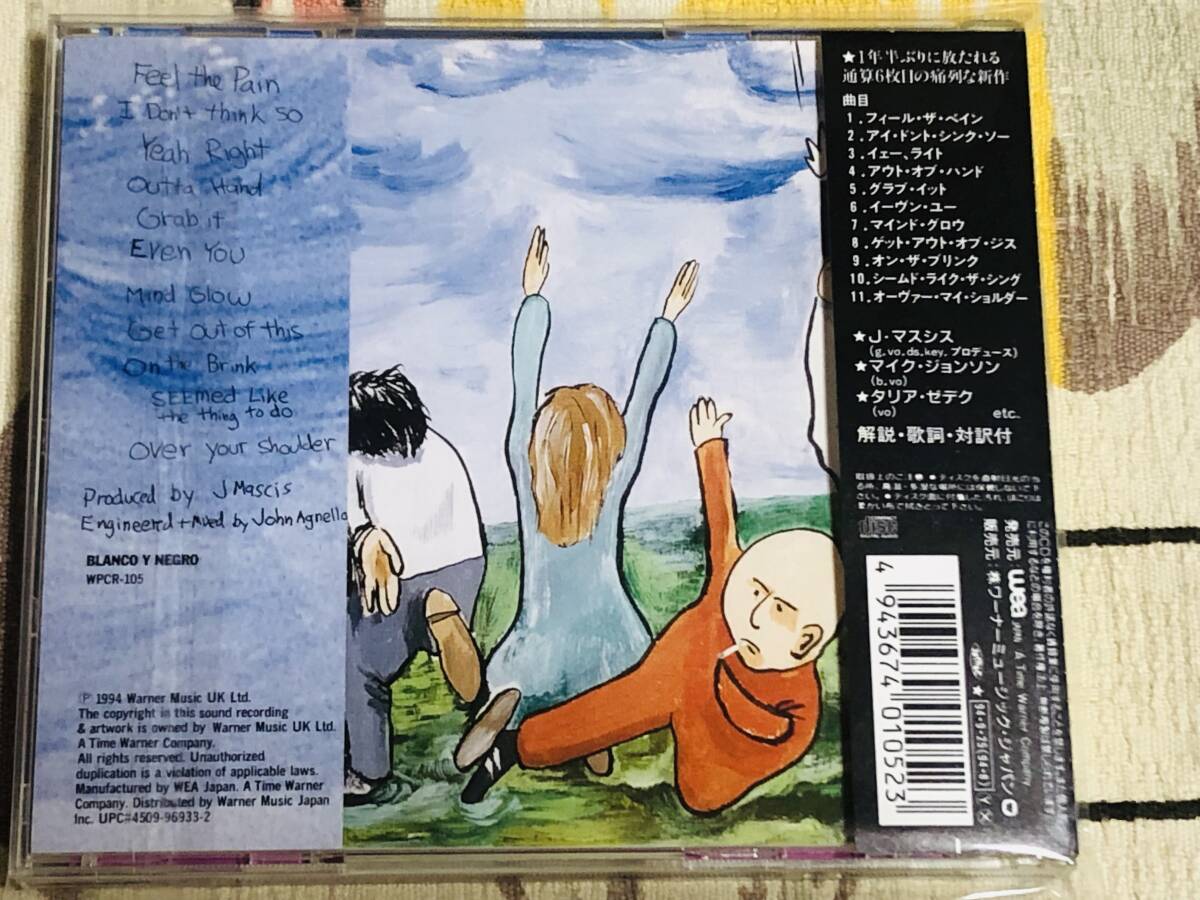 Feel the Pain
I Don't think so
Yeah Right
Outta Hand
Grab it
Even You
Mind Glow
Get out of this
On the Brink
Seemed Like
the thing to do
Over your shoulder
Produced by J Mascis
Engineered + Mixed by John Agnello
BLANCO Y NEGRO
WPCR-105
Ⓟ 1994 Warner Music UK Ltd.
The copyright in this sound recording
& artwork is owned by Warner Music UK Ltd.
A Time Warner Company.
All rights reserved. Unauthorized
duplication is a violation of applicable laws.
Manufactured by WEA Japan. A Time Warner
Company. Distributed by Warner Music Japan
Inc. UPC#4509-96933-2
★1年半ぶりに放たれる
通算6枚目の痛列な新作
曲目
1.フィール・ザ・ペイン
2.アイ・ドント・シンク・ソー
3.イェー、ライト
4.アウト・オブ・ハンド
5.グラブ・イット
6.イーヴン・ユー
7.マインド・グロウ
8.ゲット・アウト・オブ・ジス
9.オン・ザ・ブリンク
10.シームド・ライク・ザ・シング
11.オーヴァー・マイ・ショルダー
★J・マスシス
(g.vo.ds.key.プロデュース)
★マイク・ジョンソン
(b.vo)
★タリア・ゼデク
(vo) etc.
解説・歌詞・対訳付
disc
4 943674 010523
発売元:wea JAPAN A Time Warner Company
販売元:株)ワーナーミュージック・ジャパン